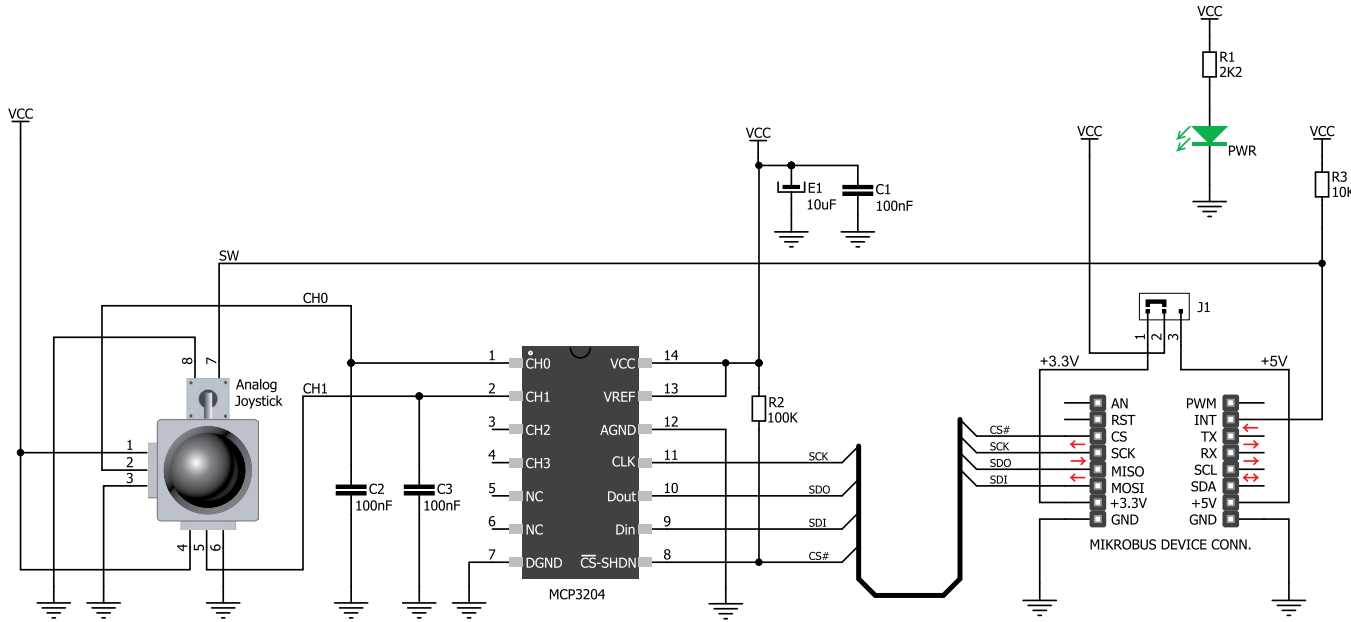 VCC
R1
2K2
PWR
VCC
VCC
VCC
VCC
R3
10K
E1
10uF
C1
100nF
SW
CH0
J1
1
2
3
8
7
Analog
Joystick
CH1
1
2
3
4
5
6
C2
100nF
C3
100nF
1 CH0 VCC 14
2 CH1 VREF 13
3 CH2 AGND 12
4 CH3 CLK 11
5 NC Dout 10
6 NC Din 9
7 DGND CS-SHDN 8
MCP3204
R2
100K
SCK
SDO
SDI
CS#
CS#
SCK
SDO
SDI
+3.3V
+5V
AN PWM
RST INT
CS TX
SCK RX
MISO SCL
MOSI SDA
+3.3V +5V
GND GND
MIKROBUS DEVICE CONN.